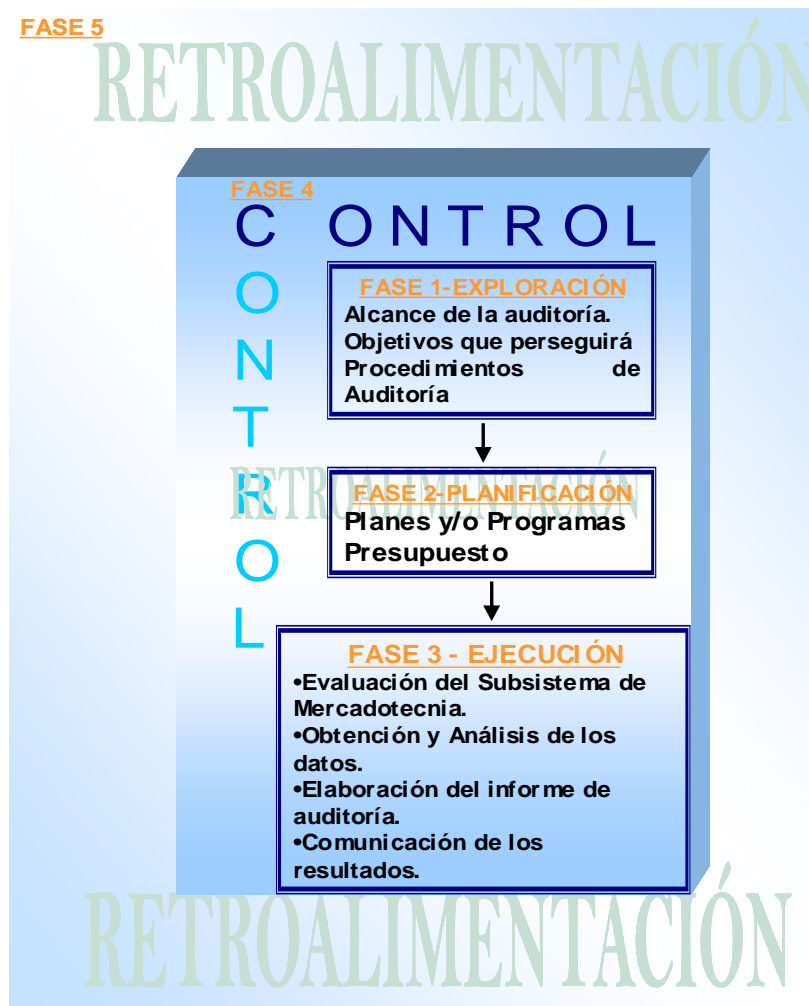 FASE 5
RETROALIMENTACIÓN
FASE 4
CONTROL
CONTROL
FASE 1-EXPLORACIÓN
Alcance de la auditoría.
Objetivos que perseguirá
Procedimientos de
Auditoría
RETROALIMENTACIÓN
FASE 2-PLANIFICACIÓN
Planes y/o Programas
Presupuesto
FASE 3 - EJECUCIÓN
•Evaluación del Subsistema de
Mercadotecnia.
•Obtención y Análisis de los
datos.
•Elaboración del informe de
auditoría.
•Comunicación de los
resultados.
RETROALIMENTACIÓN